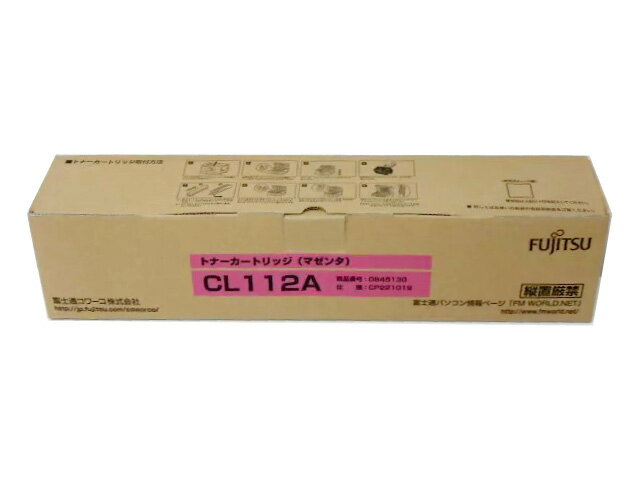 ■トナーカートリッジ取付方法
FUJITSU
トナーカートリッジ（マゼンタ）
CL112A
商品番号：0845130
仕様：CP221019
縦置厳禁
富士通コワーコ株式会社
http://jp.fujitsu.com/coworco/
富士通パソコン情報ページ「FM WORLD.NET」
http://www.fmworld.net/